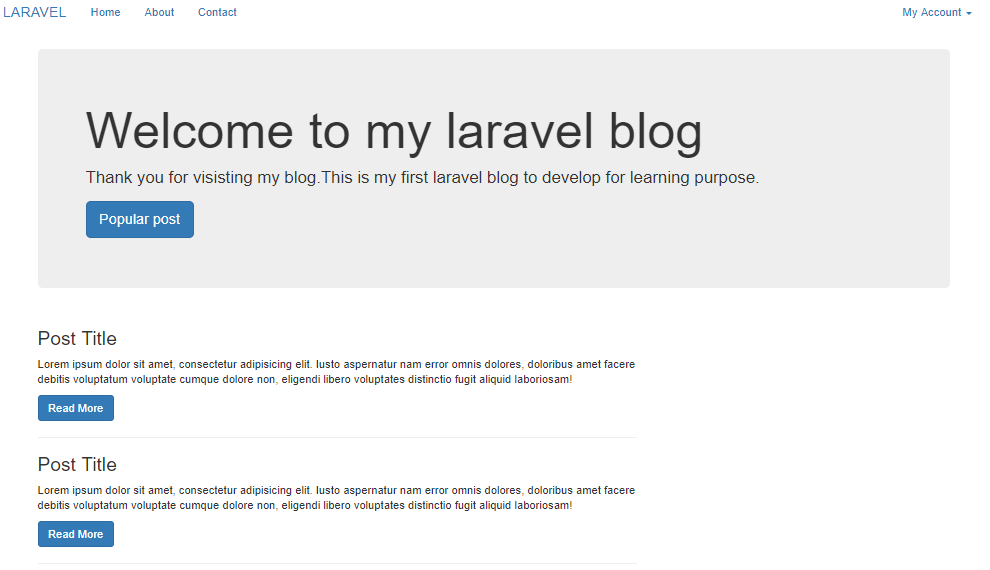 LARAVEL Home About Contact My Account
Welcome to my laravel blog
Thank you for visisting my blog.This is my first laravel blog to develop for learning purpose.
Popular post
Post Title
Lorem ipsum dolor sit amet, consectetur adipisicing elit. Iusto aspernatur nam error omnis dolores, doloribus amet facere
debitis voluptatum voluptate cumque dolore non, eligendi libero voluptates distinctio fugit aliquid laboriosam!
Read More
Post Title
Lorem ipsum dolor sit amet, consectetur adipisicing elit. Iusto aspernatur nam error omnis dolores, doloribus amet facere
debitis voluptatum voluptate cumque dolore non, eligendi libero voluptates distinctio fugit aliquid laboriosam!
Read More